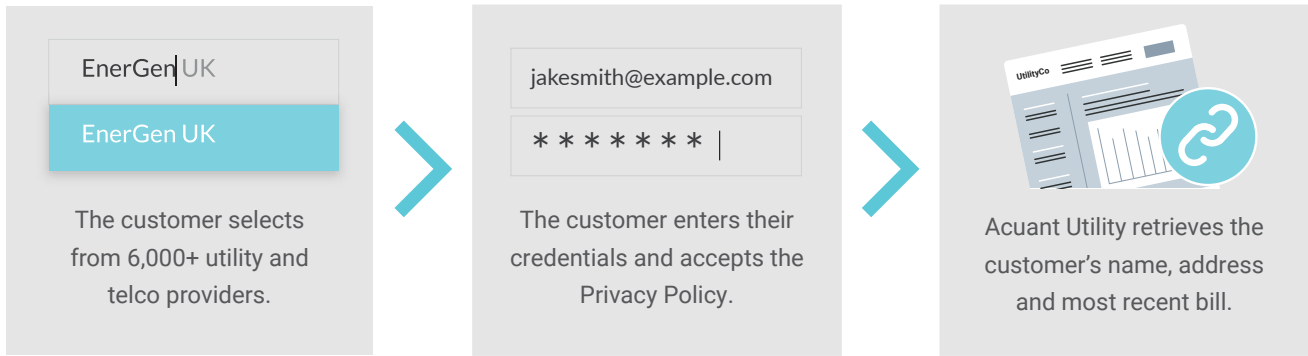 EnerGen UK
EnerGen UK
The customer selects
from 6,000+ utility and
telco providers.
jakesmith@example.com
* * * * * * *
The customer enters their
credentials and accepts the
Privacy Policy.
UtilityCo
Acuant Utility retrieves the
customer’s name, address
and most recent bill.